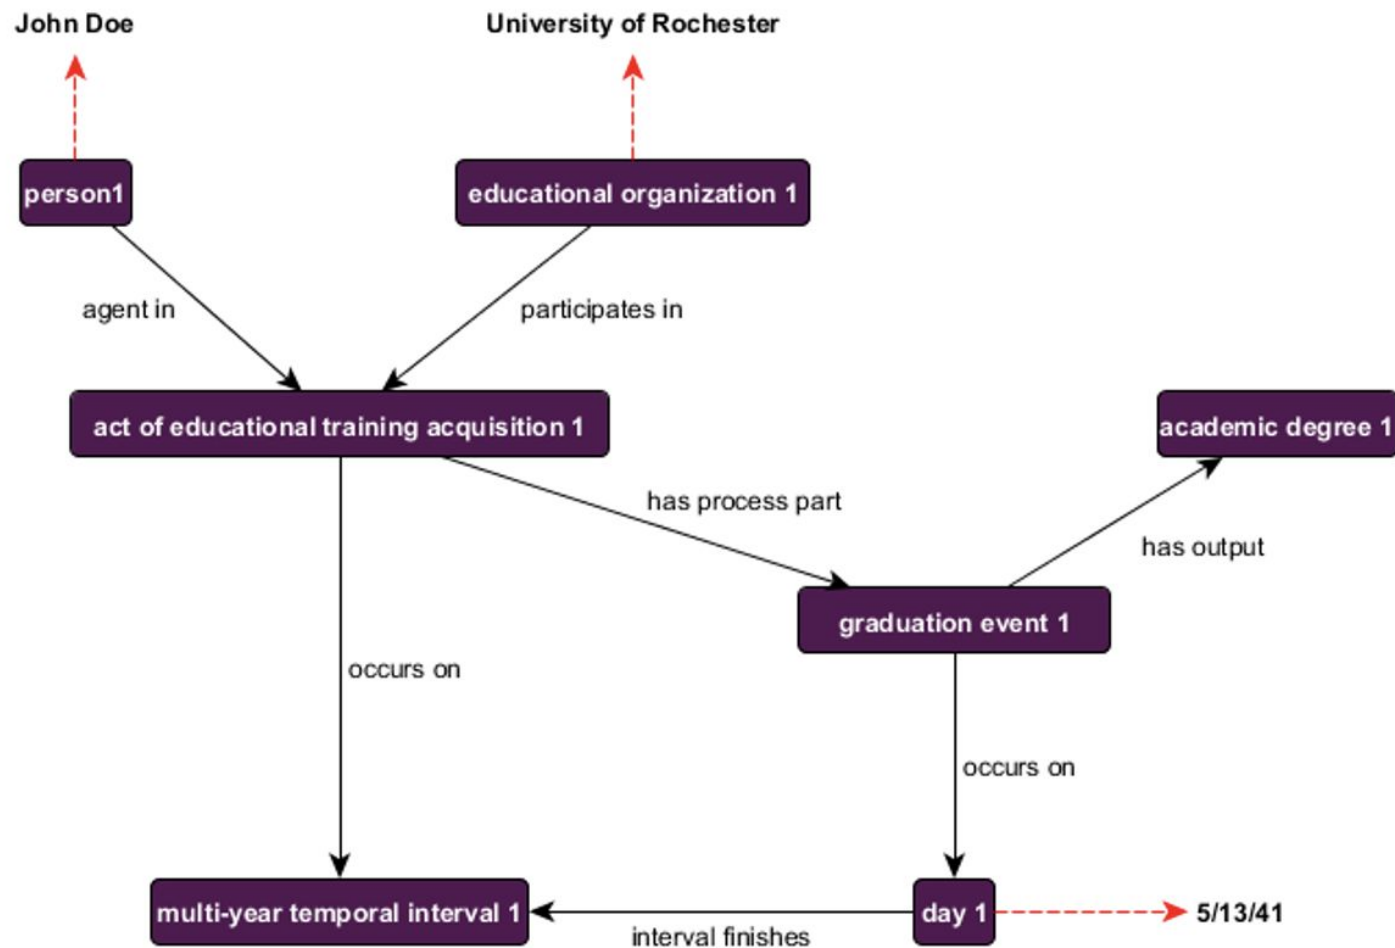 John Doe
University of Rochester
person1
educational organization 1
agent in
participates in
act of educational training acquisition 1
academic degree 1
has process part
has output
graduation event 1
occurs on
occurs on
multi-year temporal interval 1
day 1
5/13/41
interval finishes